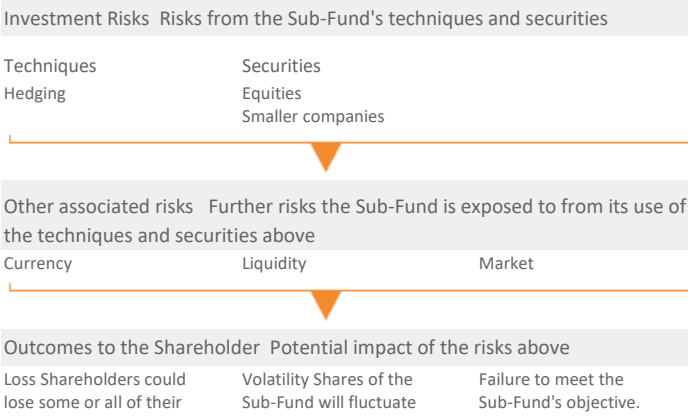 Investment Risks Risks from the Sub-Fund's techniques and securities
Techniques Securities
Hedging Equities
Smaller companies
Other associated risks Further risks the Sub-Fund is exposed to from its use of
the techniques and securities above
Currency Liquidity Market
Outcomes to the Shareholder Potential impact of the risks above
Loss Shareholders could Volatility Shares of the Failure to meet the
lose some or all of their Sub-Fund will fluctuate Sub-Fund's objective.